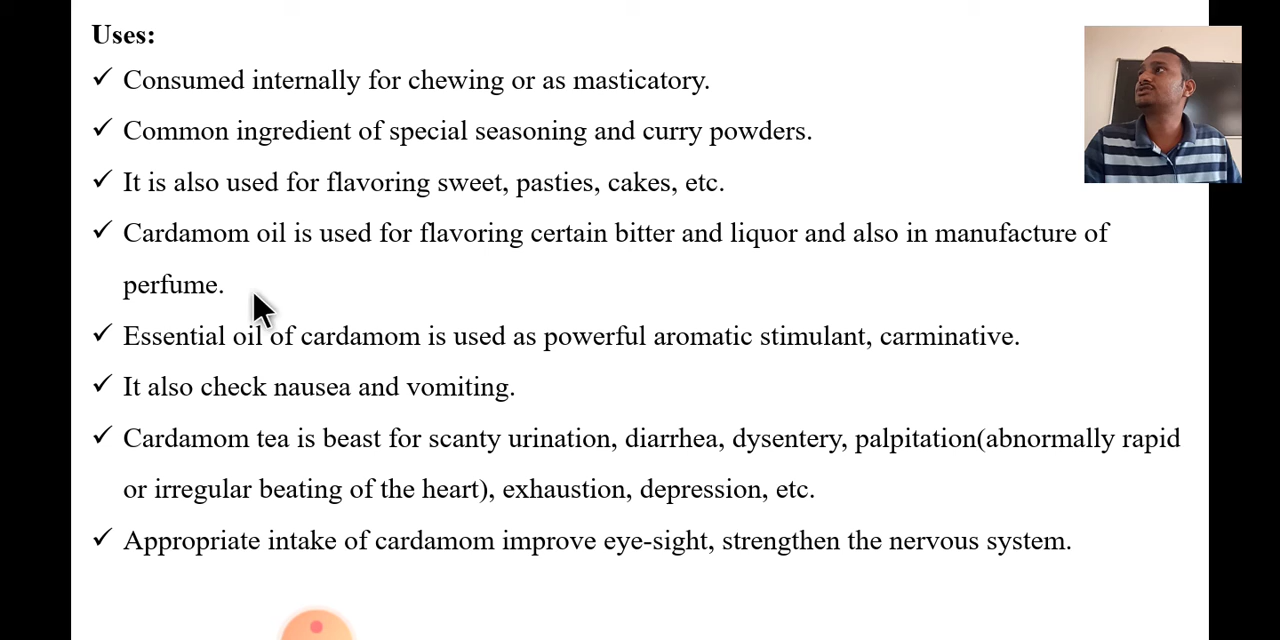 Uses:
✓ Consumed internally for chewing or as masticatory.
✓ Common ingredient of special seasoning and curry powders.
✓ It is also used for flavoring sweet, pasties, cakes, etc.
✓ Cardamom oil is used for flavoring certain bitter and liquor and also in manufacture of
perfume.
✓ Essential oil of cardamom is used as powerful aromatic stimulant, carminative.
✓ It also check nausea and vomiting.
✓ Cardamom tea is beast for scanty urination, diarrhea, dysentery, palpitation(abnormally rapid
or irregular beating of the heart), exhaustion, depression, etc.
✓ Appropriate intake of cardamom improve eye-sight, strengthen the nervous system.